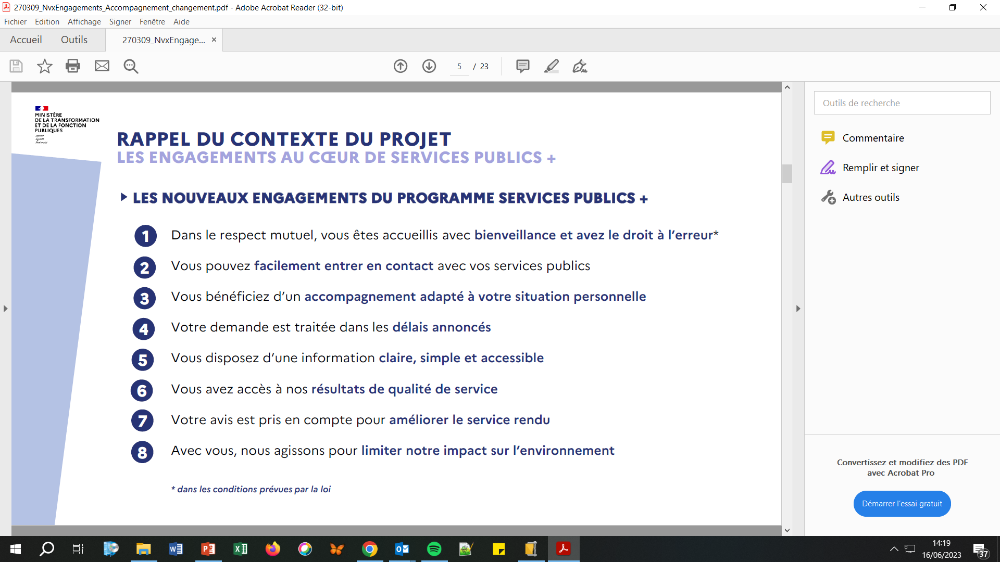 270309_NvxEngagements_Accompagnement_changement.pdf - Adobe Acrobat Reader (32-bit)
Fichier Edition Affichage Signer Fenêtre Aide
Accueil Outils 270309_NvxEngage...
5 / 23
MINISTÈRE
DE LA TRANSFORMATION
ET DE LA FONCTION
PUBLIQUES
Liberté
Égalité
Fraternité
RAPPEL DU CONTEXTE DU PROJET
LES ENGAGEMENTS AU CŒUR DE SERVICES PUBLICS +
LES NOUVEAUX ENGAGEMENTS DU PROGRAMME SERVICES PUBLICS +
1 Dans le respect mutuel, vous êtes accueillis avec bienveillance et avez le droit à l’erreur*
2 Vous pouvez facilement entrer en contact avec vos services publics
3 Vous bénéficiez d’un accompagnement adapté à votre situation personnelle
4 Votre demande est traitée dans les délais annoncés
5 Vous disposez d’une information claire, simple et accessible
6 Vous avez accès à nos résultats de qualité de service
7 Votre avis est pris en compte pour améliorer le service rendu
8 Avec vous, nous agissons pour limiter notre impact sur l’environnement
* dans les conditions prévues par la loi
Outils de recherche
Commentaire
Remplir et signer
Autres outils
Convertissez et modifiez des PDF
avec Acrobat Pro
Démarrer l’essai gratuit
14:19
16/06/2023
37